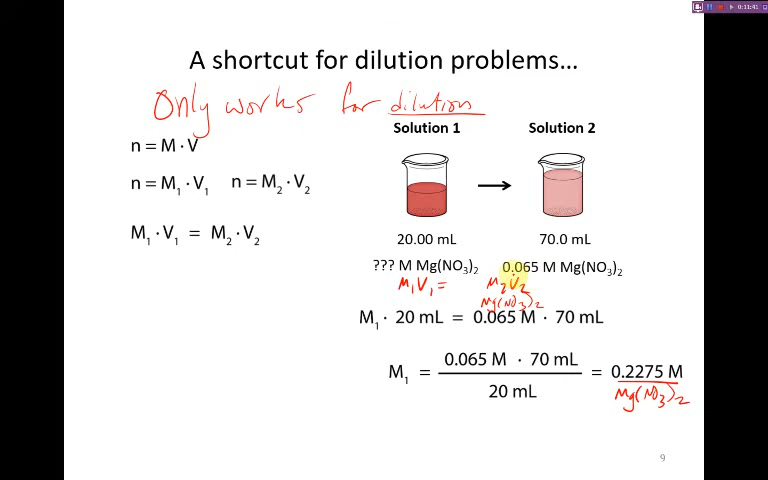 0:11:41
A shortcut for dilution problems…
Only works for dilution
Solution 1 Solution 2
n = M · V
n = M₁ · V₁ n = M₂ · V₂
20.00 mL 70.0 mL
M₁ · V₁ = M₂ · V₂
??? M Mg(NO₃)₂ 0.065 M Mg(NO₃)₂
M₁V₁ = M₂V₂
Mg(NO₃)₂
M₁ · 20 mL = 0.065 M · 70 mL
M₁ = 0.065 M · 70 mL = 0.2275 M
20 mL
Mg(NO₃)₂
9